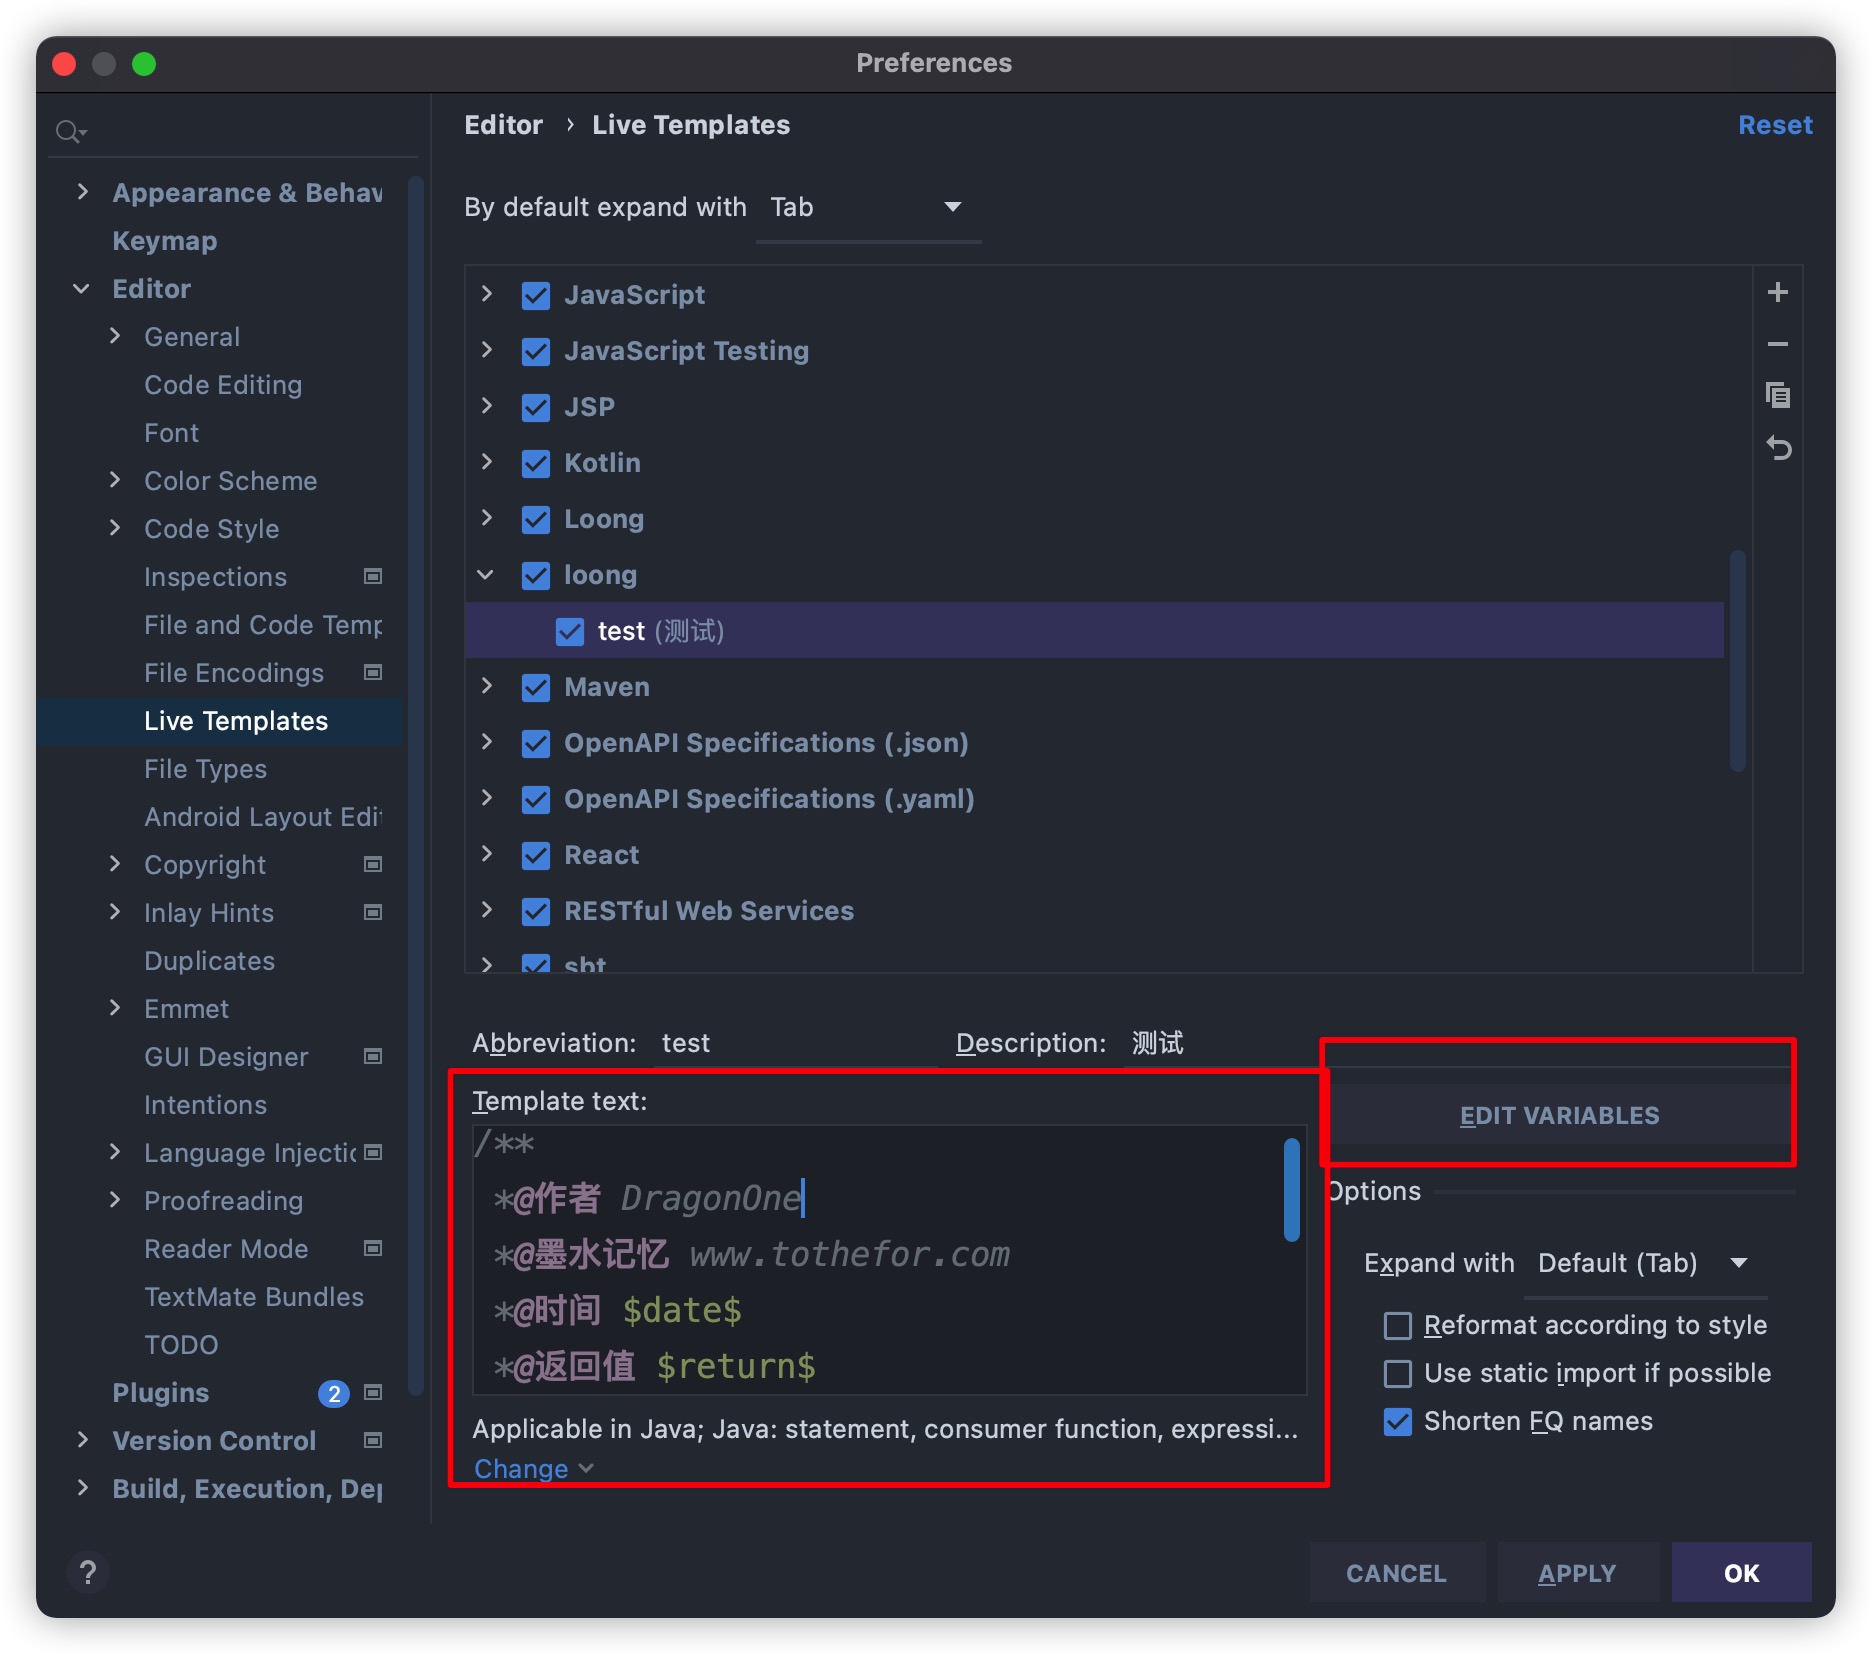 Preferences
Appearance & Behav
Keymap
Editor
General
Code Editing
Font
Color Scheme
Code Style
Inspections
File and Code Temp
File Encodings
Live Templates
File Types
Android Layout Edit
Copyright
Inlay Hints
Duplicates
Emmet
GUI Designer
Intentions
Language Injectic
Proofreading
Reader Mode
TextMate Bundles
TODO
Plugins 2
Version Control
Build, Execution, Dep
?
Editor › Live Templates
Reset
By default expand with Tab
JavaScript
JavaScript Testing
JSP
Kotlin
Loong
loong
test (测试)
Maven
OpenAPI Specifications (.json)
OpenAPI Specifications (.yaml)
React
RESTful Web Services
sbt
Abbreviation: test Description: 测试
Template text:
/**
*@作者 DragonOne
*@墨水记忆 www.tothefor.com
*@时间 $date$
*@返回值 $return$
Applicable in Java; Java: statement, consumer function, expressi...
Change
EDIT VARIABLES
Options
Expand with Default (Tab)
Reformat according to style
Use static import if possible
Shorten FQ names
CANCEL APPLY OK